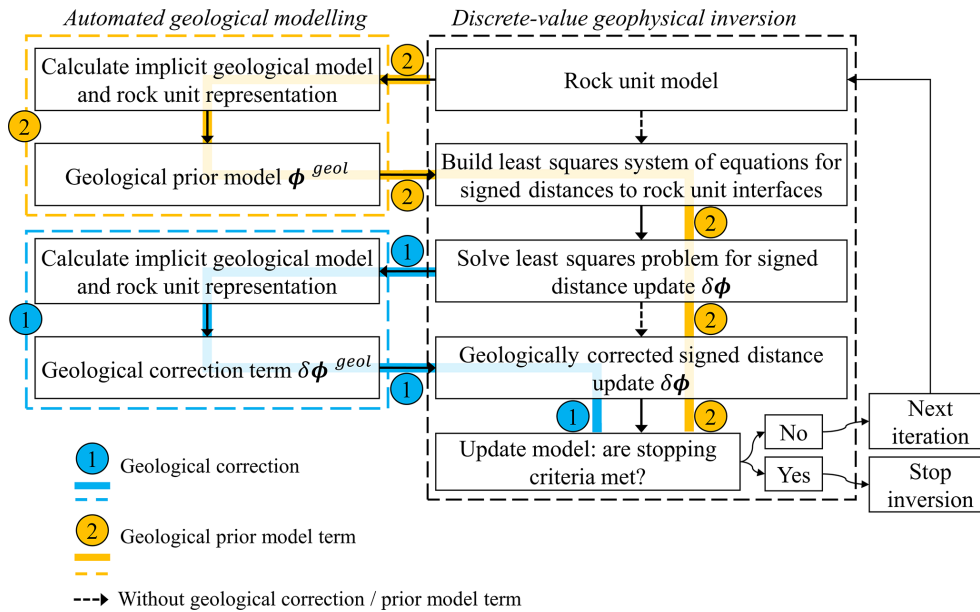 Automated geological modelling
Discrete-value geophysical inversion
Calculate implicit geological model
and rock unit representation
2
Rock unit model
2
Geological prior model ϕ geol
2
Build least squares system of equations for
signed distances to rock unit interfaces
2
Calculate implicit geological model
and rock unit representation
1
Solve least squares problem for signed
distance update δϕ
1
2
Geological correction term δϕ geol
1
Geologically corrected signed distance
update δϕ
1
2
Update model: are stopping
criteria met?
No
Yes
Next
iteration
Stop
inversion
1
Geological correction
2
Geological prior model term
Without geological correction / prior model term